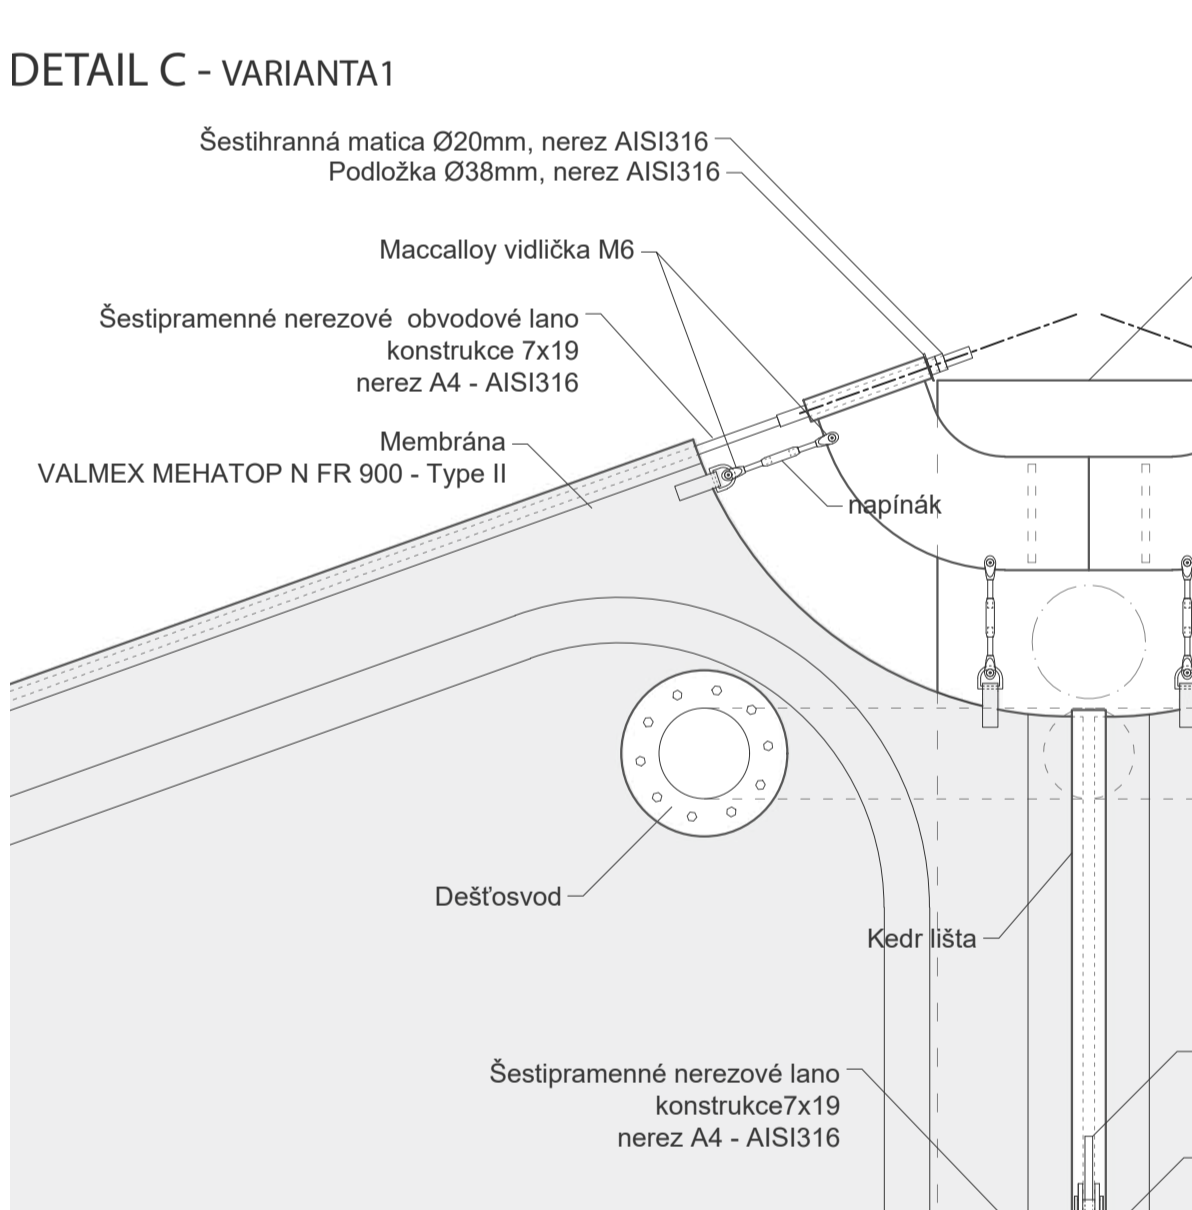 DETAIL C - VARIANTA1
Šestihranná matica Ø20mm, nerez AISI316
Podložka Ø38mm, nerez AISI316
Maccalloy vidlička M6
Šestipramenné nerezové  obvodové lano
konstrukce 7x19
nerez A4 - AISI316
Membrána
VALMEX MEHATOP N FR 900 - Type II
napínák
Dešťosvod
Kedr lišta
Šestipramenné nerezové lano
konstrukce7x19
nerez A4 - AISI316